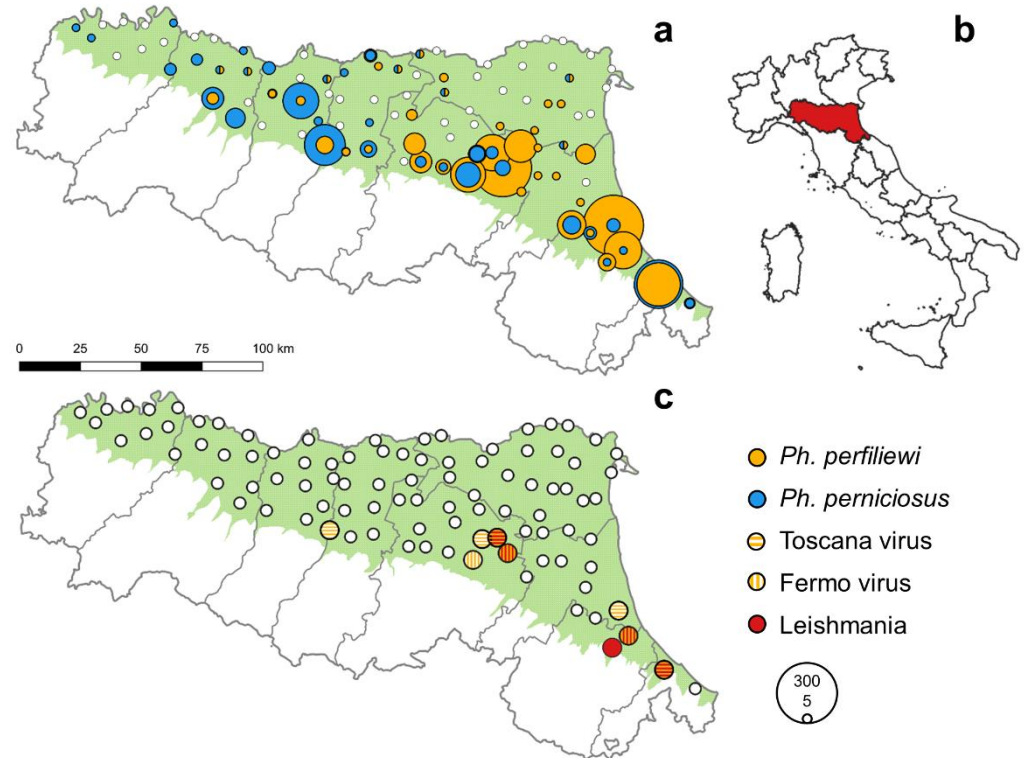 a
b
0 25 50 75 100 km
c
Ph. perfiliewi
Ph. perniciosus
Toscana virus
Fermo virus
Leishmania
300
5